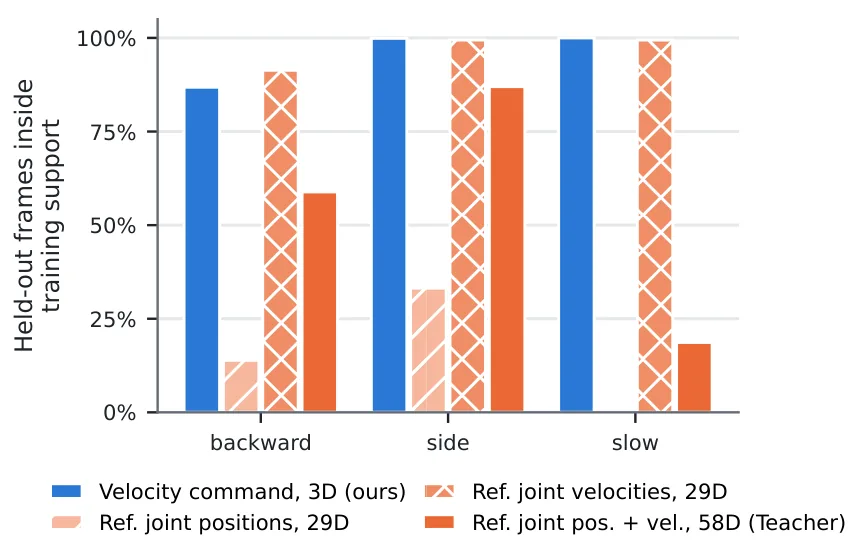 Held-out frames inside
training support
100%
75%
50%
25%
0%
backward
side
slow
Velocity command, 3D (ours)
Ref. joint positions, 29D
Ref. joint velocities, 29D
Ref. joint pos. + vel., 58D (Teacher)